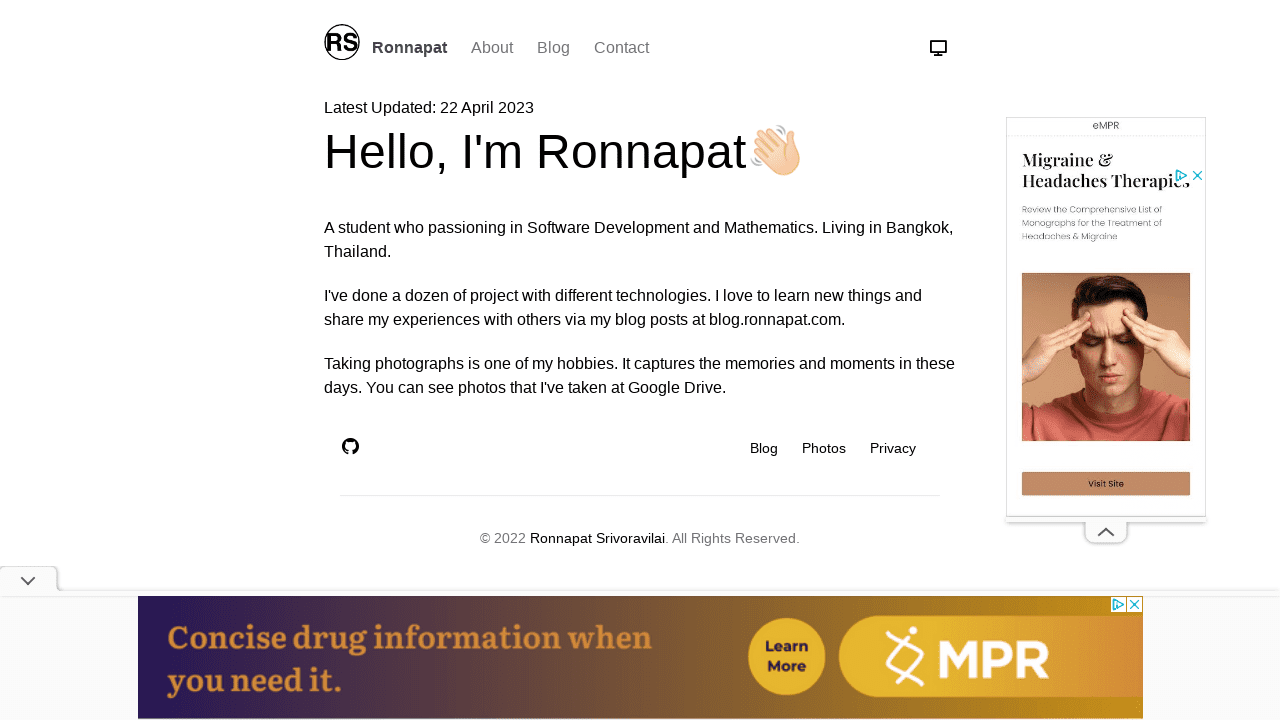 RS
Ronnapat About Blog Contact
Latest Updated: 22 April 2023
Hello, I'm Ronnapat👋🏻
A student who passioning in Software Development and Mathematics. Living in Bangkok,
Thailand.
I've done a dozen of project with different technologies. I love to learn new things and
share my experiences with others via my blog posts at blog.ronnapat.com.
Taking photographs is one of my hobbies. It captures the memories and moments in these
days. You can see photos that I've taken at Google Drive.
Blog Photos Privacy
© 2022 Ronnapat Srivoravilai. All Rights Reserved.
eMPR
Migraine &
Headaches Therapies
Review the Comprehensive List of
Monographs for the Treatment of
Headaches & Migraine
Visit Site
Concise drug information when
you need it.
Learn
More
MPR